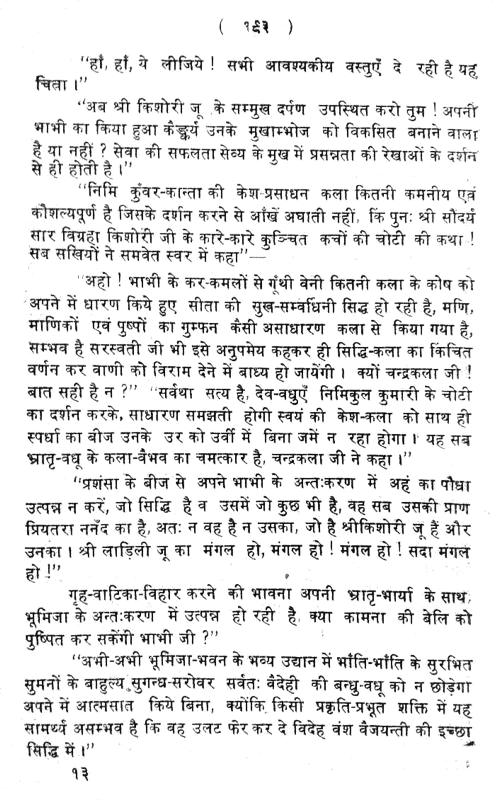 ( १९३ )
“हाँ, हाँ, ये लीजिये ! सभी आवश्यकीय वस्तुएँ दे रही है यह
चित्रा ।”
“अब श्री किशोरी जू के सम्मुख दर्पण उपस्थित करो तुम ! अपनी
भाभी का किया हुआ कैङ्कर्य उनके मुखाम्भोज को विकसित बनाने वाला
है या नहीं ? सेवा की सफलता सेव्य के मुख में प्रसन्नता की रेखाओं के दर्शन
से ही होती है ।”
“निमि कुंवर-कान्ता की केश-प्रसाधन कला कितनी कमनीय एवं
कौशल्यपूर्ण है जिसके दर्शन करने से आँखें अघाती नहीं, किं पुनः श्री सौंदर्य
सार विग्रहा किशोरी जी के कारे-कारे कुञ्चित कचों की चोटी की कथा !
सब सखियों ने समवेत स्वर में कहा”—
“अहो ! भाभी के कर-कमलों से गूंथी वेनी कितनी कला के कोष को
अपने में धारण किये हुए सीता की सुख-सम्वर्धिनी सिद्ध हो रही है, मणि,
माणिकों एवं पुष्पों का गुम्फन कैसी असाधारण कला से किया गया है,
सम्भव है सरस्वती जी भी इसे अनुपमेय कहकर ही सिद्धि-कला का किंचित
वर्णन कर वाणी को विराम देने में बाध्य हो जायेंगी । क्यों चन्द्रकला जी !
बात सही है न ?” “सर्वथा सत्य है, देव-वधुएँ निमिकुल कुमारी के चोटी
का दर्शन करके, साधारण समझती होगी स्वयं की केश-कला को साथ ही
स्पर्धा का बीज उनके उर को उर्वी में बिना जमें न रहा होगा । यह सब
भ्रातृ-वधू के कला-वैभव का चमत्कार है, चन्द्रकला जी ने कहा ।”
“प्रशंसा के बीज से अपने भाभी के अन्तःकरण में अहं का पौधा
उत्पन्न न करें, जो सिद्धि है व उसमें जो कुछ भी है, वह सब उसकी प्राण
प्रियतरा ननँद का है, अतः न वह है न उसका, जो है श्रीकिशोरी जू हैं और
उनका । श्री लाड़िली जू का मंगल हो, मंगल हो ! मंगल हो ! सदा मंगल
हो !”
गृह-वाटिका-विहार करने की भावना अपनी भ्रातृ-भार्या के साथ
भूमिजा के अन्तःकरण में उत्पन्न हो रही है, क्या कामना की बेलि को
पुष्पित कर सकेंगी भाभी जी ?”
“अभी-अभी भूमिजा-भवन के भव्य उद्यान में भाँति-भाँति के सुरभित
सुमनों के बाहुल्य सुगन्ध-सरोवर सर्वतः वैदेही की बन्धु-वधू को न छोड़ेगा
अपने में आत्मसात किये बिना, क्योंकि किसी प्रकृति-प्रभूत शक्ति में यह
सामर्थ्य असम्भव है कि वह उलट फेर कर दे विदेह वंश वैजयन्ती की इच्छा
सिद्धि में ।”
१३